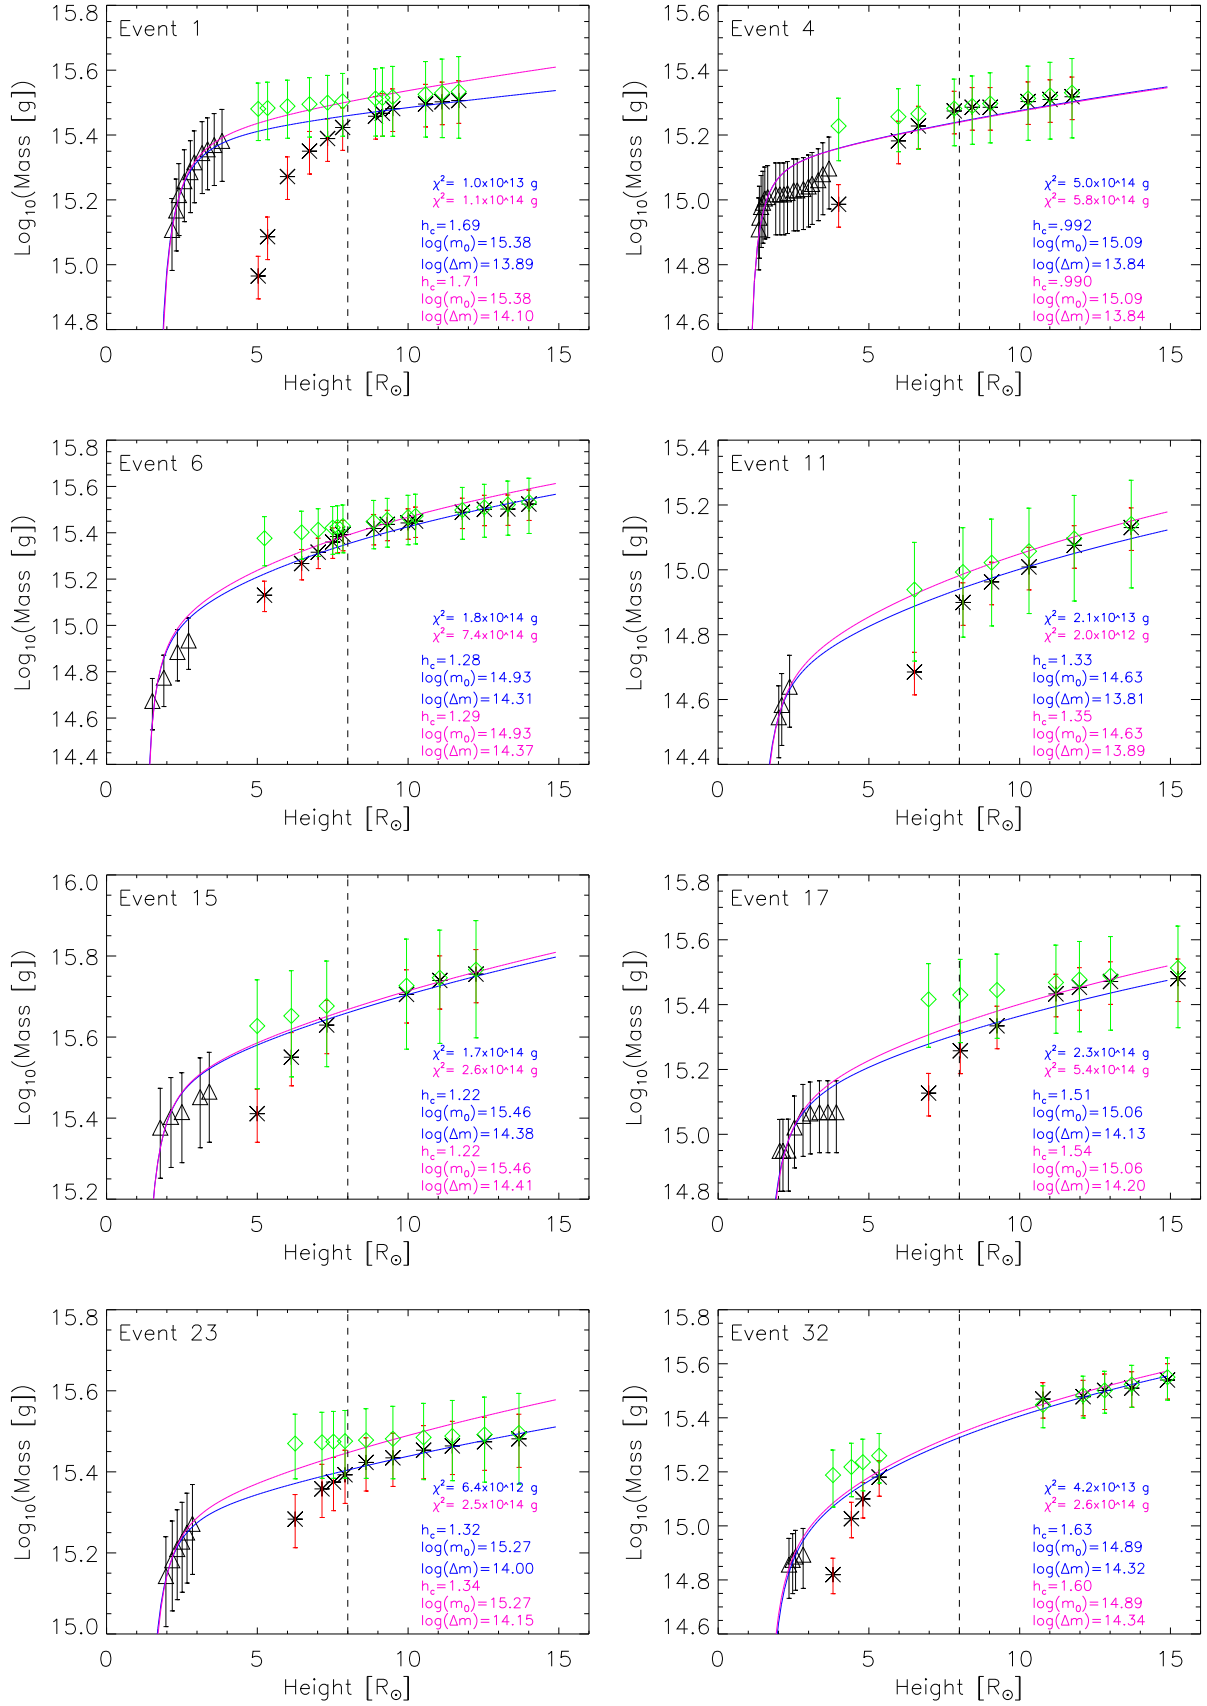 Event 1
Log₁₀(Mass [g])
15.8
15.6
15.4
15.2
15.0
14.8
χ²= 1.0x10^13 g
χ²= 1.1x10^14 g
h_c=1.69
log(m₀)=15.38
log(Δm)=13.89
h_c=1.71
log(m₀)=15.38
log(Δm)=14.10
0 5 10 15
Height [R☉]
Event 4
Log₁₀(Mass [g])
15.6
15.4
15.2
15.0
14.8
14.6
χ²= 5.0x10^14 g
χ²= 5.8x10^14 g
h_c=.992
log(m₀)=15.09
log(Δm)=13.84
h_c=.990
log(m₀)=15.09
log(Δm)=13.84
0 5 10 15
Height [R☉]
Event 6
Log₁₀(Mass [g])
15.8
15.6
15.4
15.2
15.0
14.8
14.6
14.4
χ²= 1.8x10^14 g
χ²= 7.4x10^14 g
h_c=1.28
log(m₀)=14.93
log(Δm)=14.31
h_c=1.29
log(m₀)=14.93
log(Δm)=14.37
0 5 10 15
Height [R☉]
Event 11
Log₁₀(Mass [g])
15.4
15.2
15.0
14.8
14.6
14.4
χ²= 2.1x10^13 g
χ²= 2.0x10^12 g
h_c=1.33
log(m₀)=14.63
log(Δm)=13.81
h_c=1.35
log(m₀)=14.63
log(Δm)=13.89
0 5 10 15
Height [R☉]
Event 15
Log₁₀(Mass [g])
16.0
15.8
15.6
15.4
15.2
χ²= 1.7x10^14 g
χ²= 2.6x10^14 g
h_c=1.22
log(m₀)=15.46
log(Δm)=14.38
h_c=1.22
log(m₀)=15.46
log(Δm)=14.41
0 5 10 15
Height [R☉]
Event 17
Log₁₀(Mass [g])
15.8
15.6
15.4
15.2
15.0
14.8
χ²= 2.3x10^14 g
χ²= 5.4x10^14 g
h_c=1.51
log(m₀)=15.06
log(Δm)=14.13
h_c=1.54
log(m₀)=15.06
log(Δm)=14.20
0 5 10 15
Height [R☉]
Event 23
Log₁₀(Mass [g])
15.8
15.6
15.4
15.2
15.0
χ²= 6.4x10^12 g
χ²= 2.5x10^14 g
h_c=1.32
log(m₀)=15.27
log(Δm)=14.00
h_c=1.34
log(m₀)=15.27
log(Δm)=14.15
0 5 10 15
Height [R☉]
Event 32
Log₁₀(Mass [g])
15.8
15.6
15.4
15.2
15.0
14.8
14.6
χ²= 4.2x10^13 g
χ²= 2.6x10^14 g
h_c=1.63
log(m₀)=14.89
log(Δm)=14.32
h_c=1.60
log(m₀)=14.89
log(Δm)=14.34
0 5 10 15
Height [R☉]